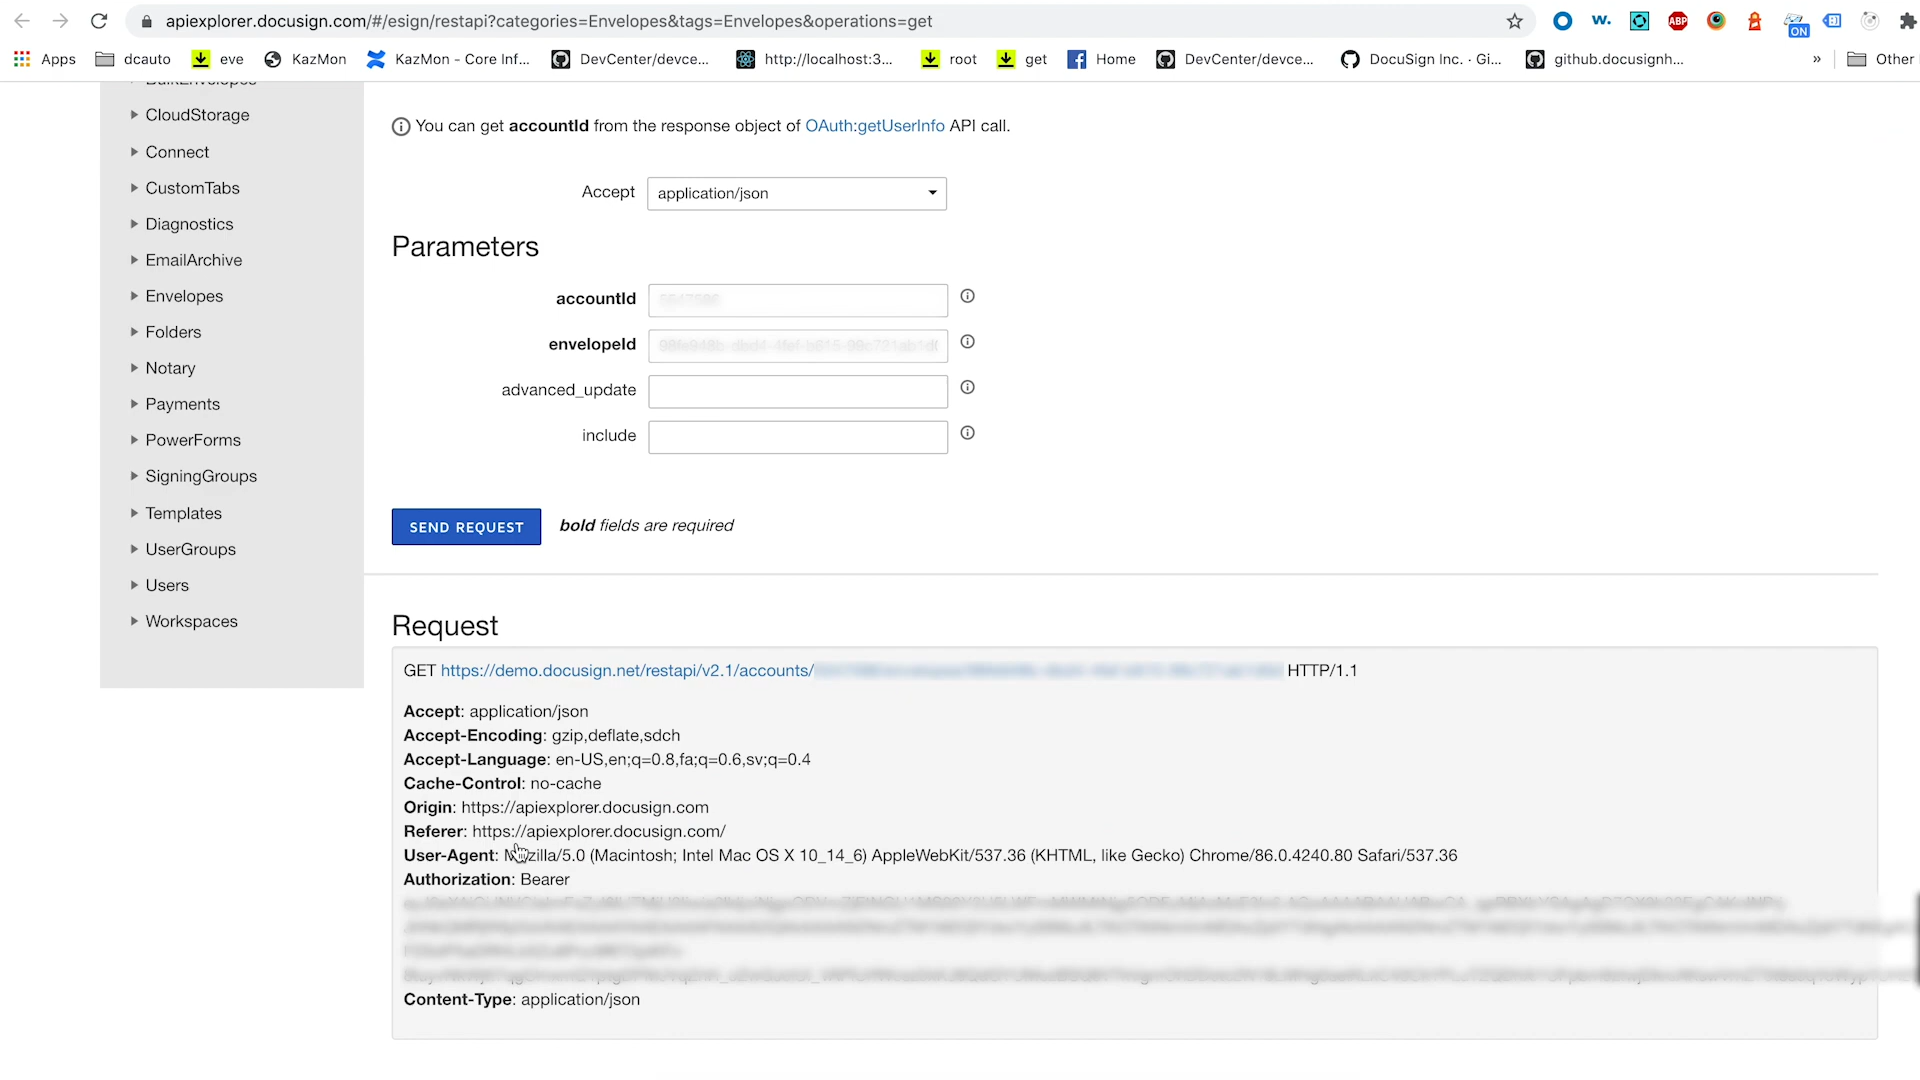 apiexplorer.docusign.com/#/esign/restapi?categories=Envelopes&tags=Envelopes&operations=get
w.
ABP
ON
Apps dcauto eve KazMon KazMon - Core Inf... DevCenter/devce... http://localhost:3... root get Home DevCenter/devce... DocuSign Inc. · Gi... github.docusignh... » Other
BulkEnvelopes
CloudStorage
Connect
CustomTabs
Diagnostics
EmailArchive
Envelopes
Folders
Notary
Payments
PowerForms
SigningGroups
Templates
UserGroups
Users
Workspaces
You can get accountId from the response object of OAuth:getUserInfo API call.
Accept application/json
Parameters
accountId
envelopeId
advanced_update
include
SEND REQUEST bold fields are required
Request
GET https://demo.docusign.net/restapi/v2.1/accounts/ HTTP/1.1
Accept: application/json
Accept-Encoding: gzip,deflate,sdch
Accept-Language: en-US,en;q=0.8,fa;q=0.6,sv;q=0.4
Cache-Control: no-cache
Origin: https://apiexplorer.docusign.com
Referer: https://apiexplorer.docusign.com/
User-Agent: Mozilla/5.0 (Macintosh; Intel Mac OS X 10_14_6) AppleWebKit/537.36 (KHTML, like Gecko) Chrome/86.0.4240.80 Safari/537.36
Authorization: Bearer
Content-Type: application/json